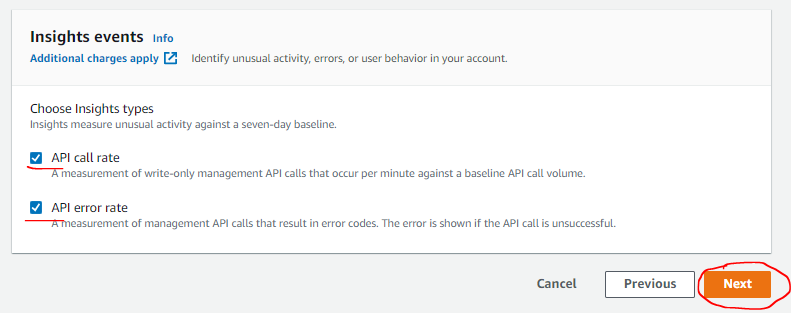 Insights events Info
Additional charges apply Identify unusual activity, errors, or user behavior in your account.
Choose Insights types
Insights measure unusual activity against a seven-day baseline.
API call rate
A measurement of write-only management API calls that occur per minute against a baseline API call volume.
API error rate
A measurement of management API calls that result in error codes. The error is shown if the API call is unsuccessful.
Cancel Previous Next